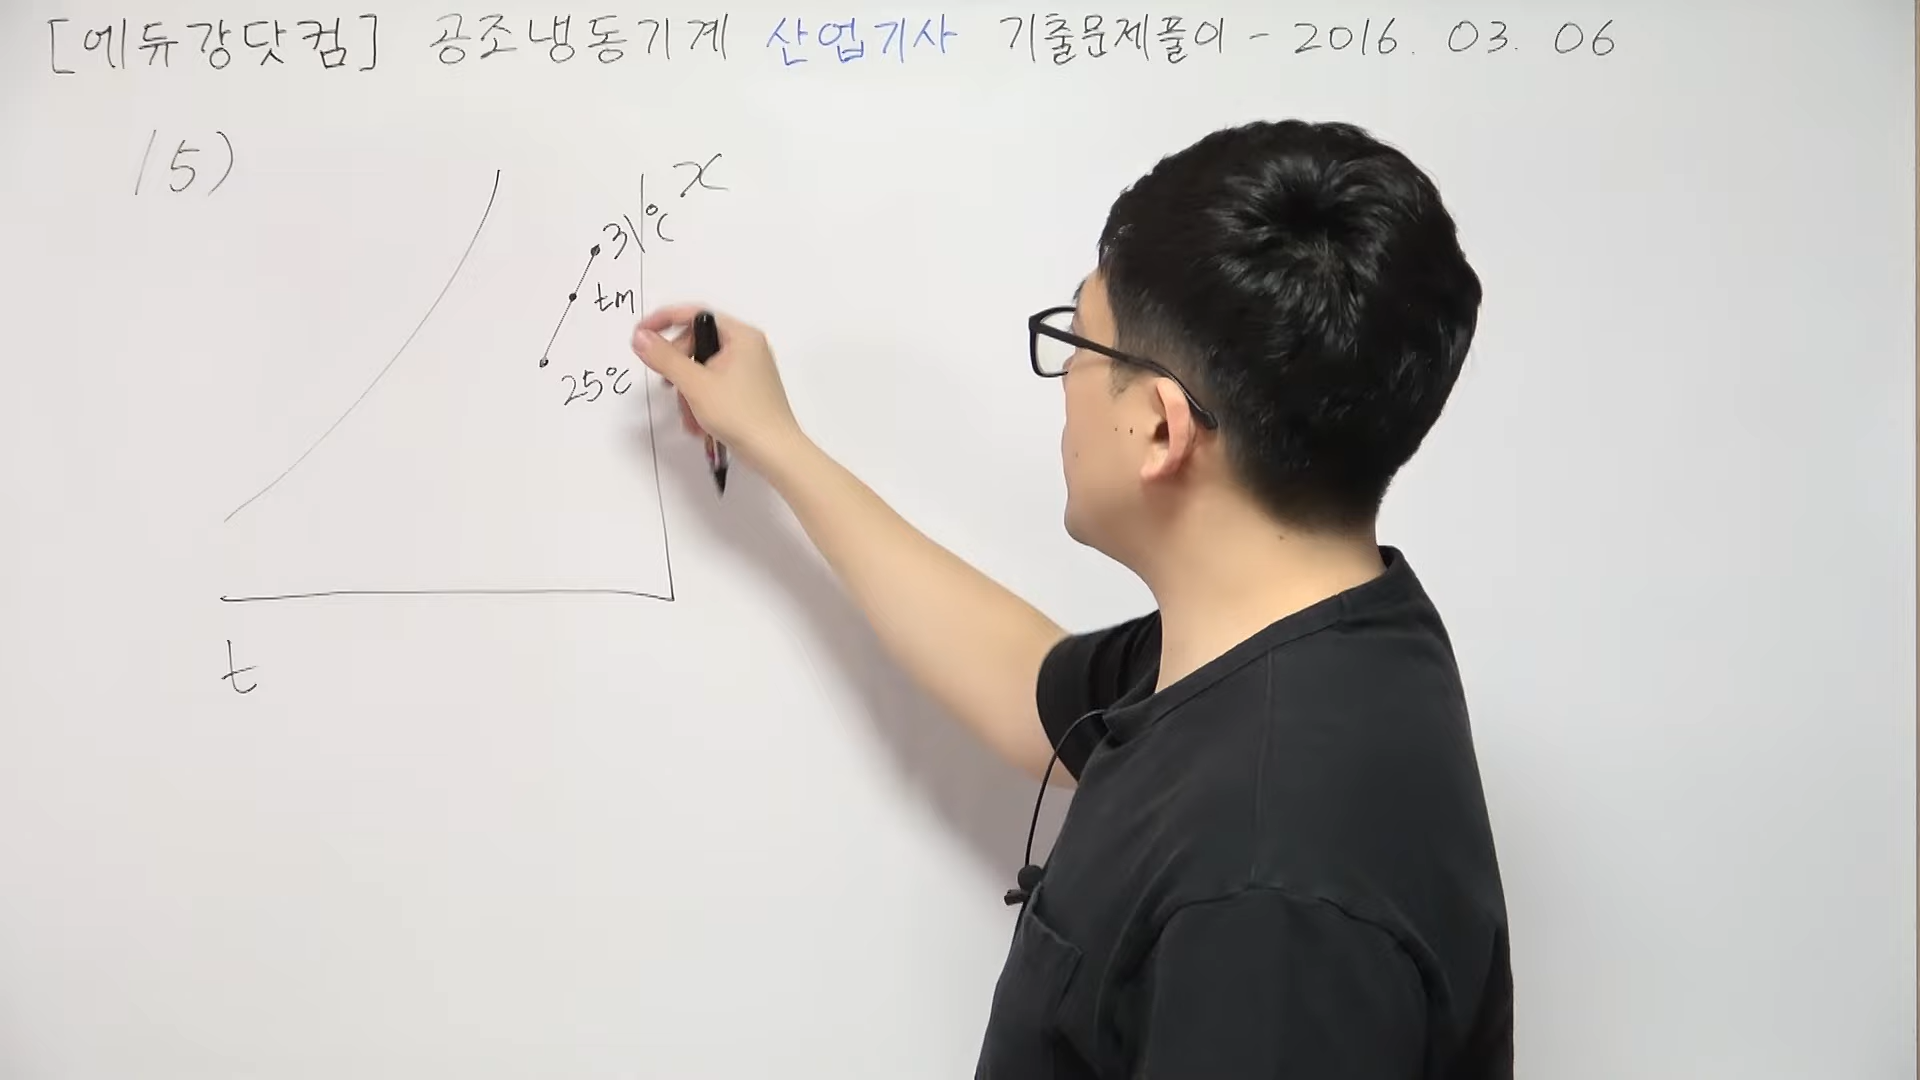 [에듀강닷컴] 공조냉동기계 산업기사 기출문제풀이 - 2016. 03. 06
15)
x
31℃
tm
25℃
t